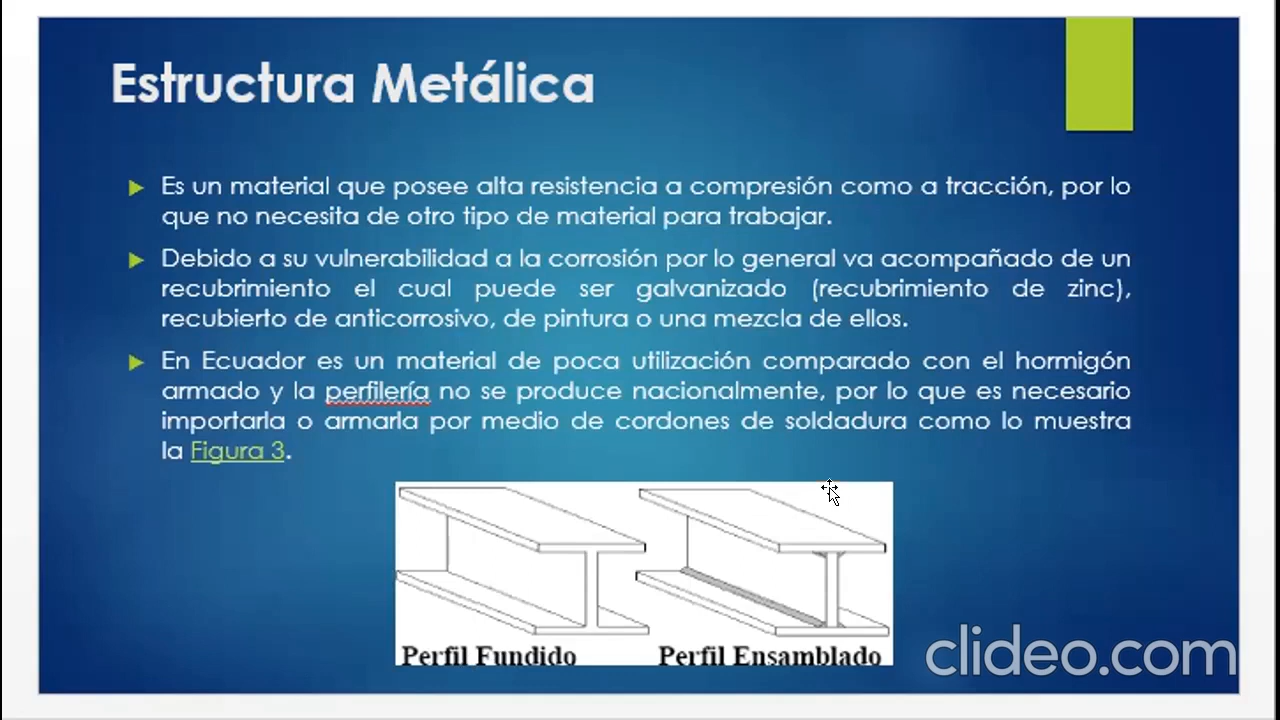 Estructura Metálica
Es un material que posee alta resistencia a compresión como a tracción, por lo
que no necesita de otro tipo de material para trabajar.
Debido a su vulnerabilidad a la corrosión por lo general va acompañado de un
recubrimiento el cual puede ser galvanizado (recubrimiento de zinc),
recubierto de anticorrosivo, de pintura o una mezcla de ellos.
En Ecuador es un material de poca utilización comparado con el hormigón
armado y la perfilería no se produce nacionalmente, por lo que es necesario
importarla o armarla por medio de cordones de soldadura como lo muestra
la Figura 3.
Perfil Fundido
Perfil Ensamblado
clideo.com